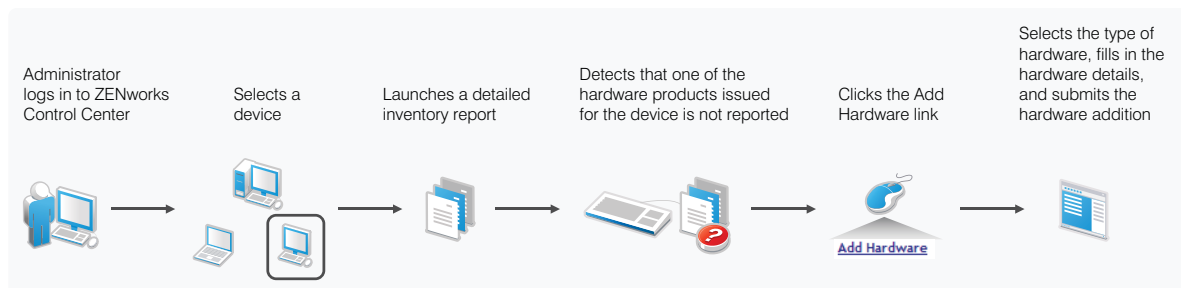 Administrator
logs in to ZENworks
Control Center
Selects a
device
Launches a detailed
inventory report
Detects that one of the
hardware products issued
for the device is not reported
Clicks the Add
Hardware link
Selects the type of
hardware, fills in the
hardware details,
and submits the
hardware addition
?
Add Hardware